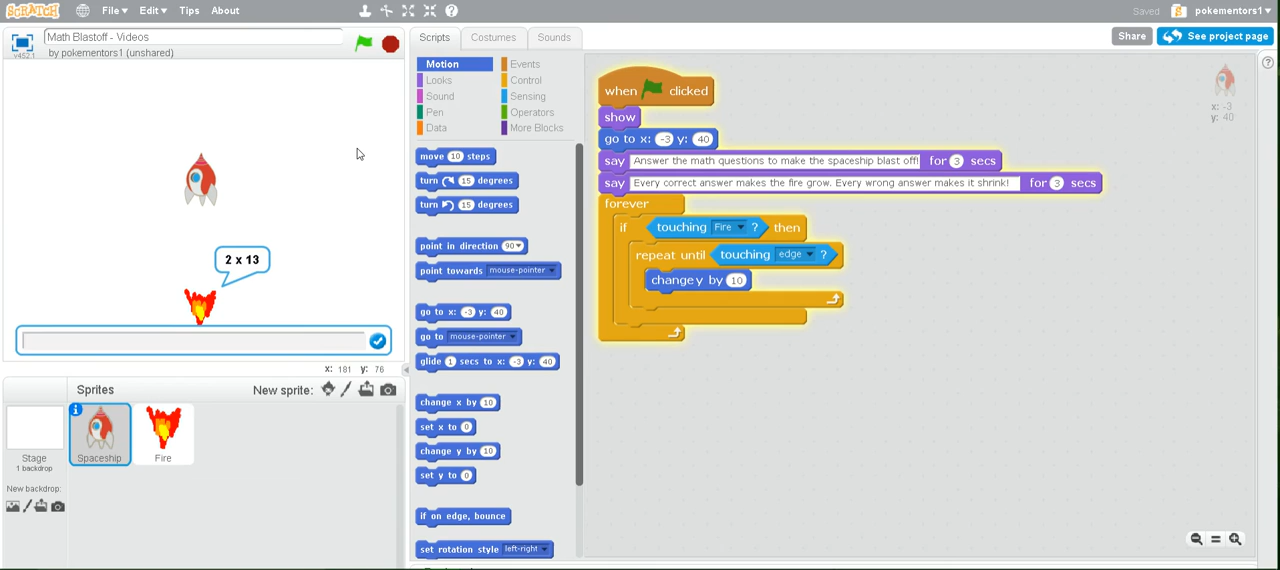 SCRATCH File▼ Edit▼ Tips About Saved pokementors1▼
Math Blastoff - Videos
by pokementors1 (unshared)
v452.1
Scripts Costumes Sounds
Share See project page
Motion Events
Looks Control
Sound Sensing
Pen Operators
Data More Blocks
move 10 steps
turn 15 degrees
turn 15 degrees
point in direction 90▼
point towards mouse-pointer
go to x: -3 y: 40
go to mouse-pointer
glide 1 secs to x: -3 y: 40
change x by 10
set x to 0
change y by 10
set y to 0
if on edge, bounce
set rotation style left-right
when clicked
show
go to x: -3 y: 40
say Answer the math questions to make the spaceship blast off! for 3 secs
say Every correct answer makes the fire grow. Every wrong answer makes it shrink! for 3 secs
forever
if touching Fire ? then
repeat until touching edge ?
change y by 10
x: -3
y: 40
2 x 13
x: 181 y: 76
Sprites New sprite:
Stage
1 backdrop
New backdrop:
Spaceship
Fire